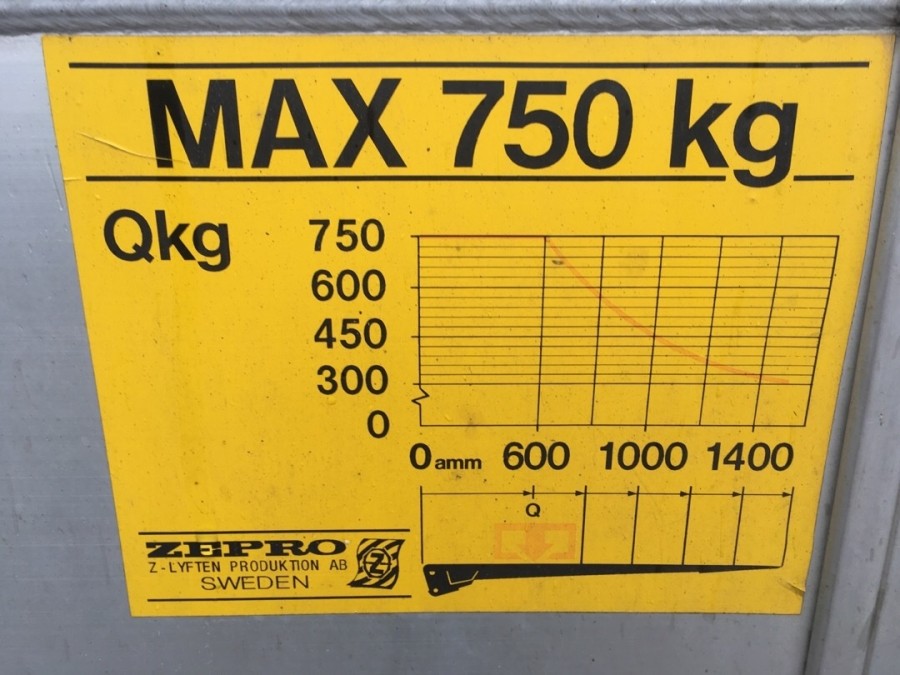 MAX 750 kg
Qkg
750
600
450
300
0
0 amm 600 1000 1400
Q
ZEPRO
Z-LYFTEN PRODUKTION AB
SWEDEN
Z